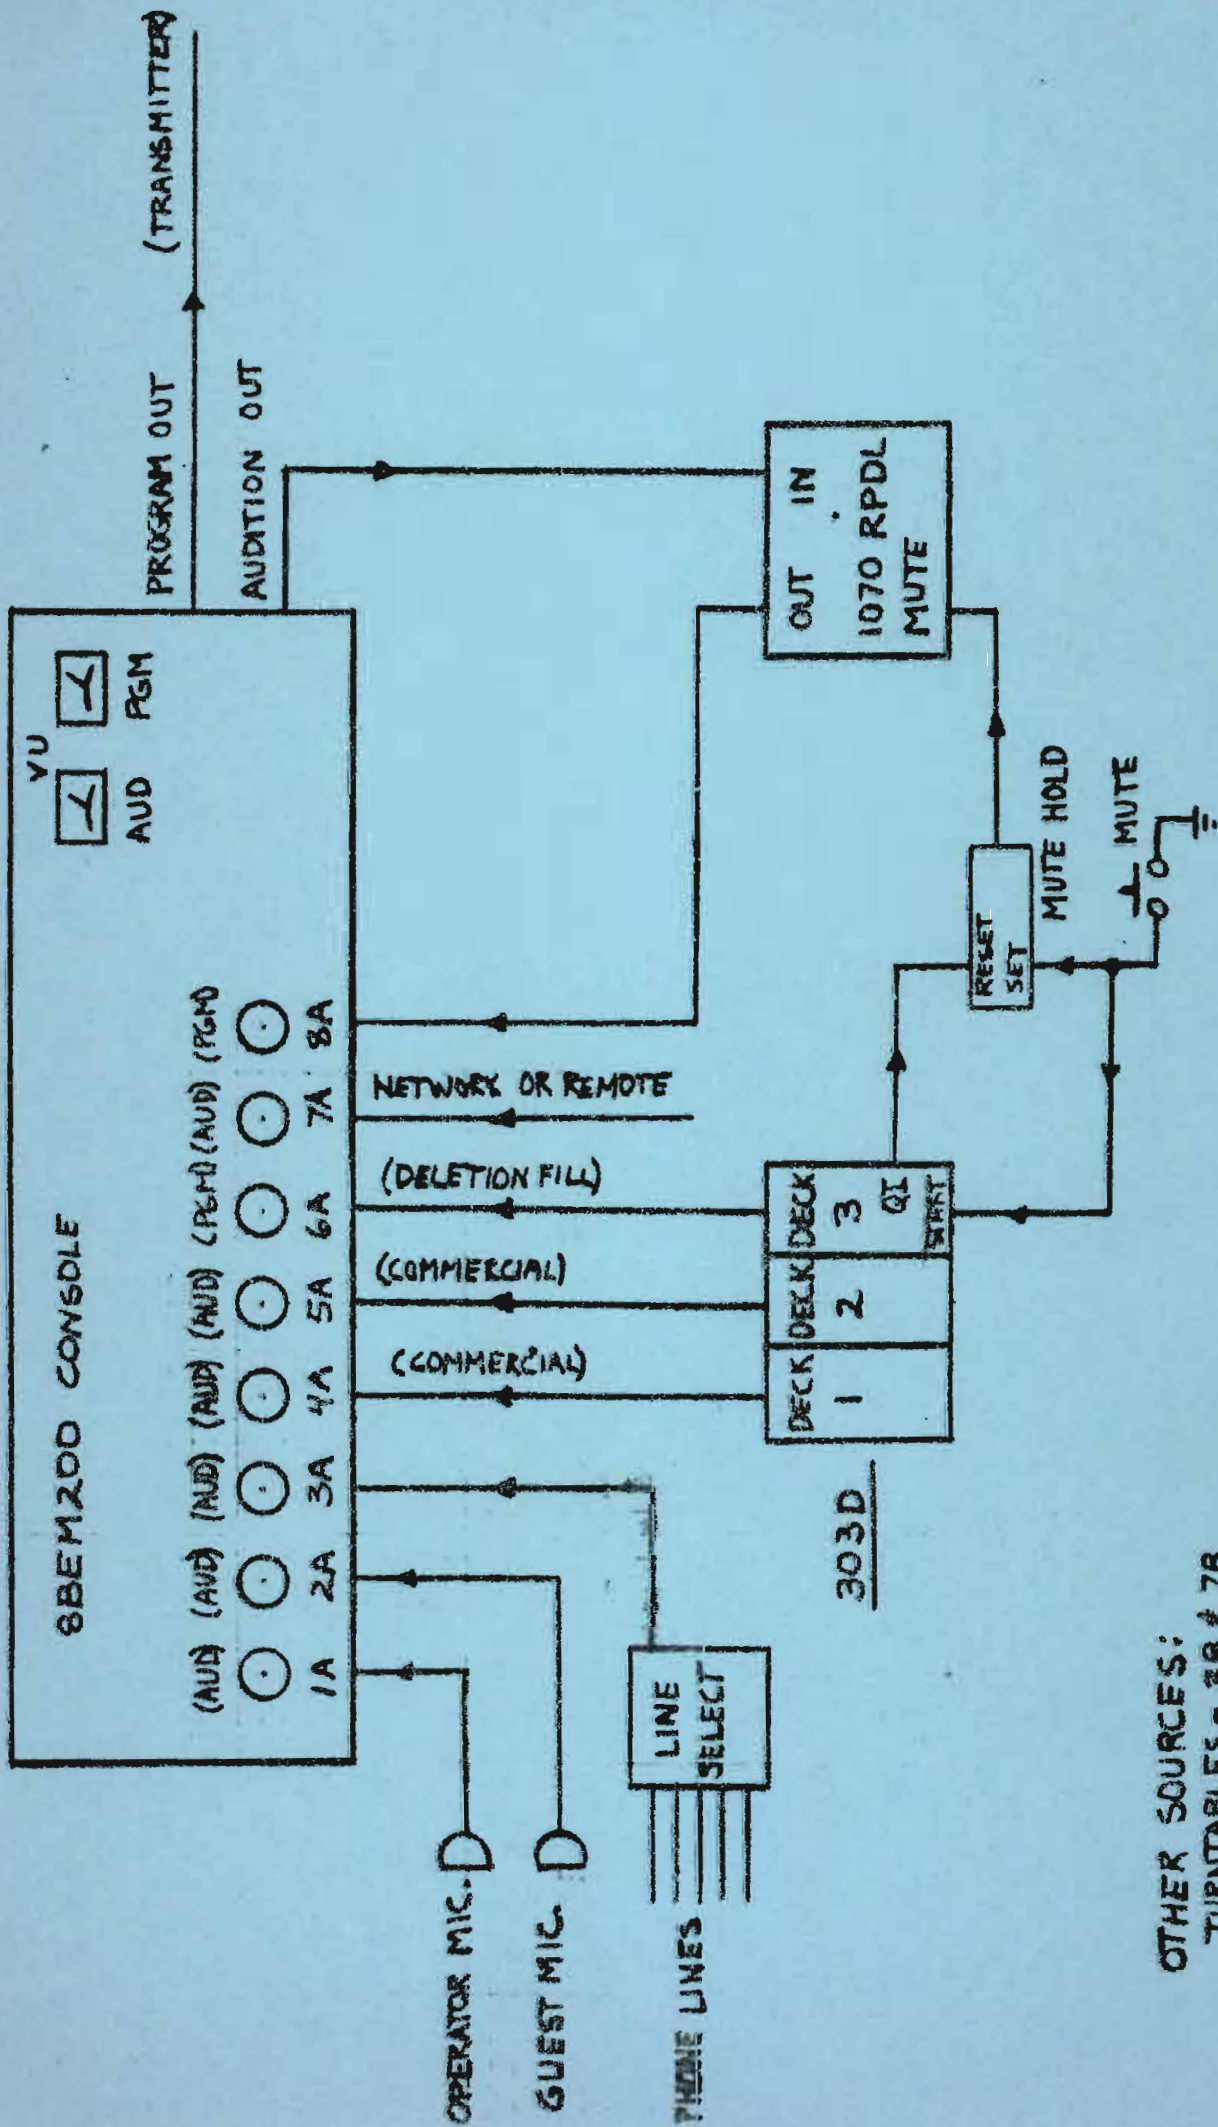 8BEM200 CONSOLE
VU
AUD PGM
(AUD) (AUD) (AUD) (AUD) (AUD) (PGM) (AUD) (PGM)
1A 2A 3A 4A 5A 6A 7A 8A
PROGRAM OUT (TRANSMITTER)
AUDITION OUT
OPERATOR MIC.
GUEST MIC.
PHONE LINES
LINE
SELECT
(COMMERCIAL)
(COMMERCIAL)
(DELETION FILL)
NETWORK OR REMOTE
303D
DECK DECK DECK
1 2 3
QI
START
OUT IN
1070 RPDL
MUTE
RESET
SET
MUTE HOLD
MUTE
OTHER SOURCES:
TURNTABLES -